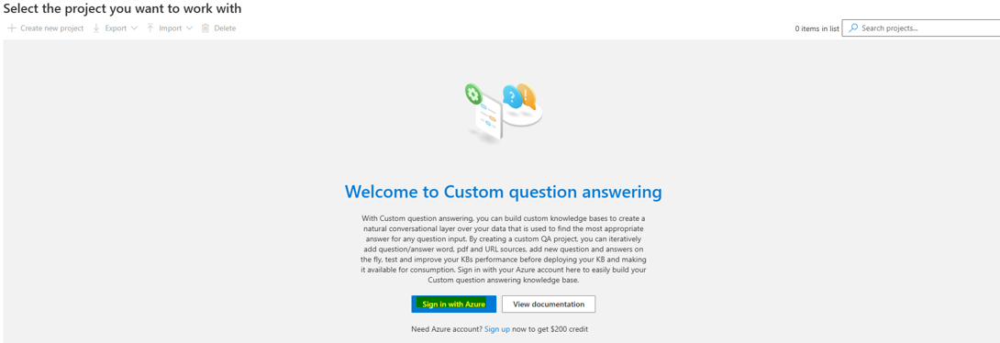 Select the project you want to work with
Create new project Export Import Delete 0 items in list Search projects...
Welcome to Custom question answering
With Custom question answering, you can build custom knowledge bases to create a
natural conversational layer over your data that is used to find the most appropriate
answer for any question input. By creating a custom QA project, you can iteratively
add question/answer word, pdf and URL sources, add new question and answers on
the fly, test and improve your KBs performance before deploying your KB and making
it available for consumption. Sign in with your Azure account here to easily build your
Custom question answering knowledge base.
Sign in with Azure View documentation
Need Azure account? Sign up now to get $200 credit